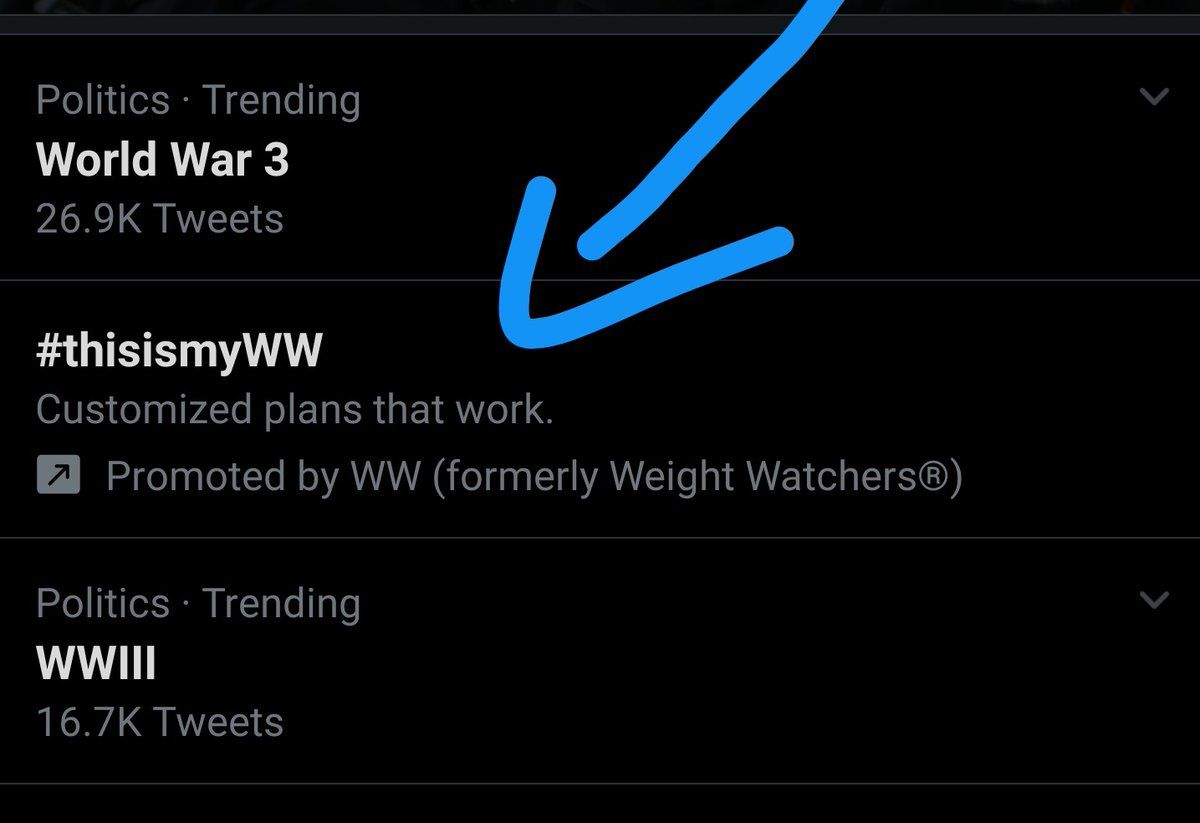 Politics · Trending
World War 3
26.9K Tweets
#thisismyWW
Customized plans that work.
Promoted by WW (formerly Weight Watchers®)
Politics · Trending
WWIII
16.7K Tweets